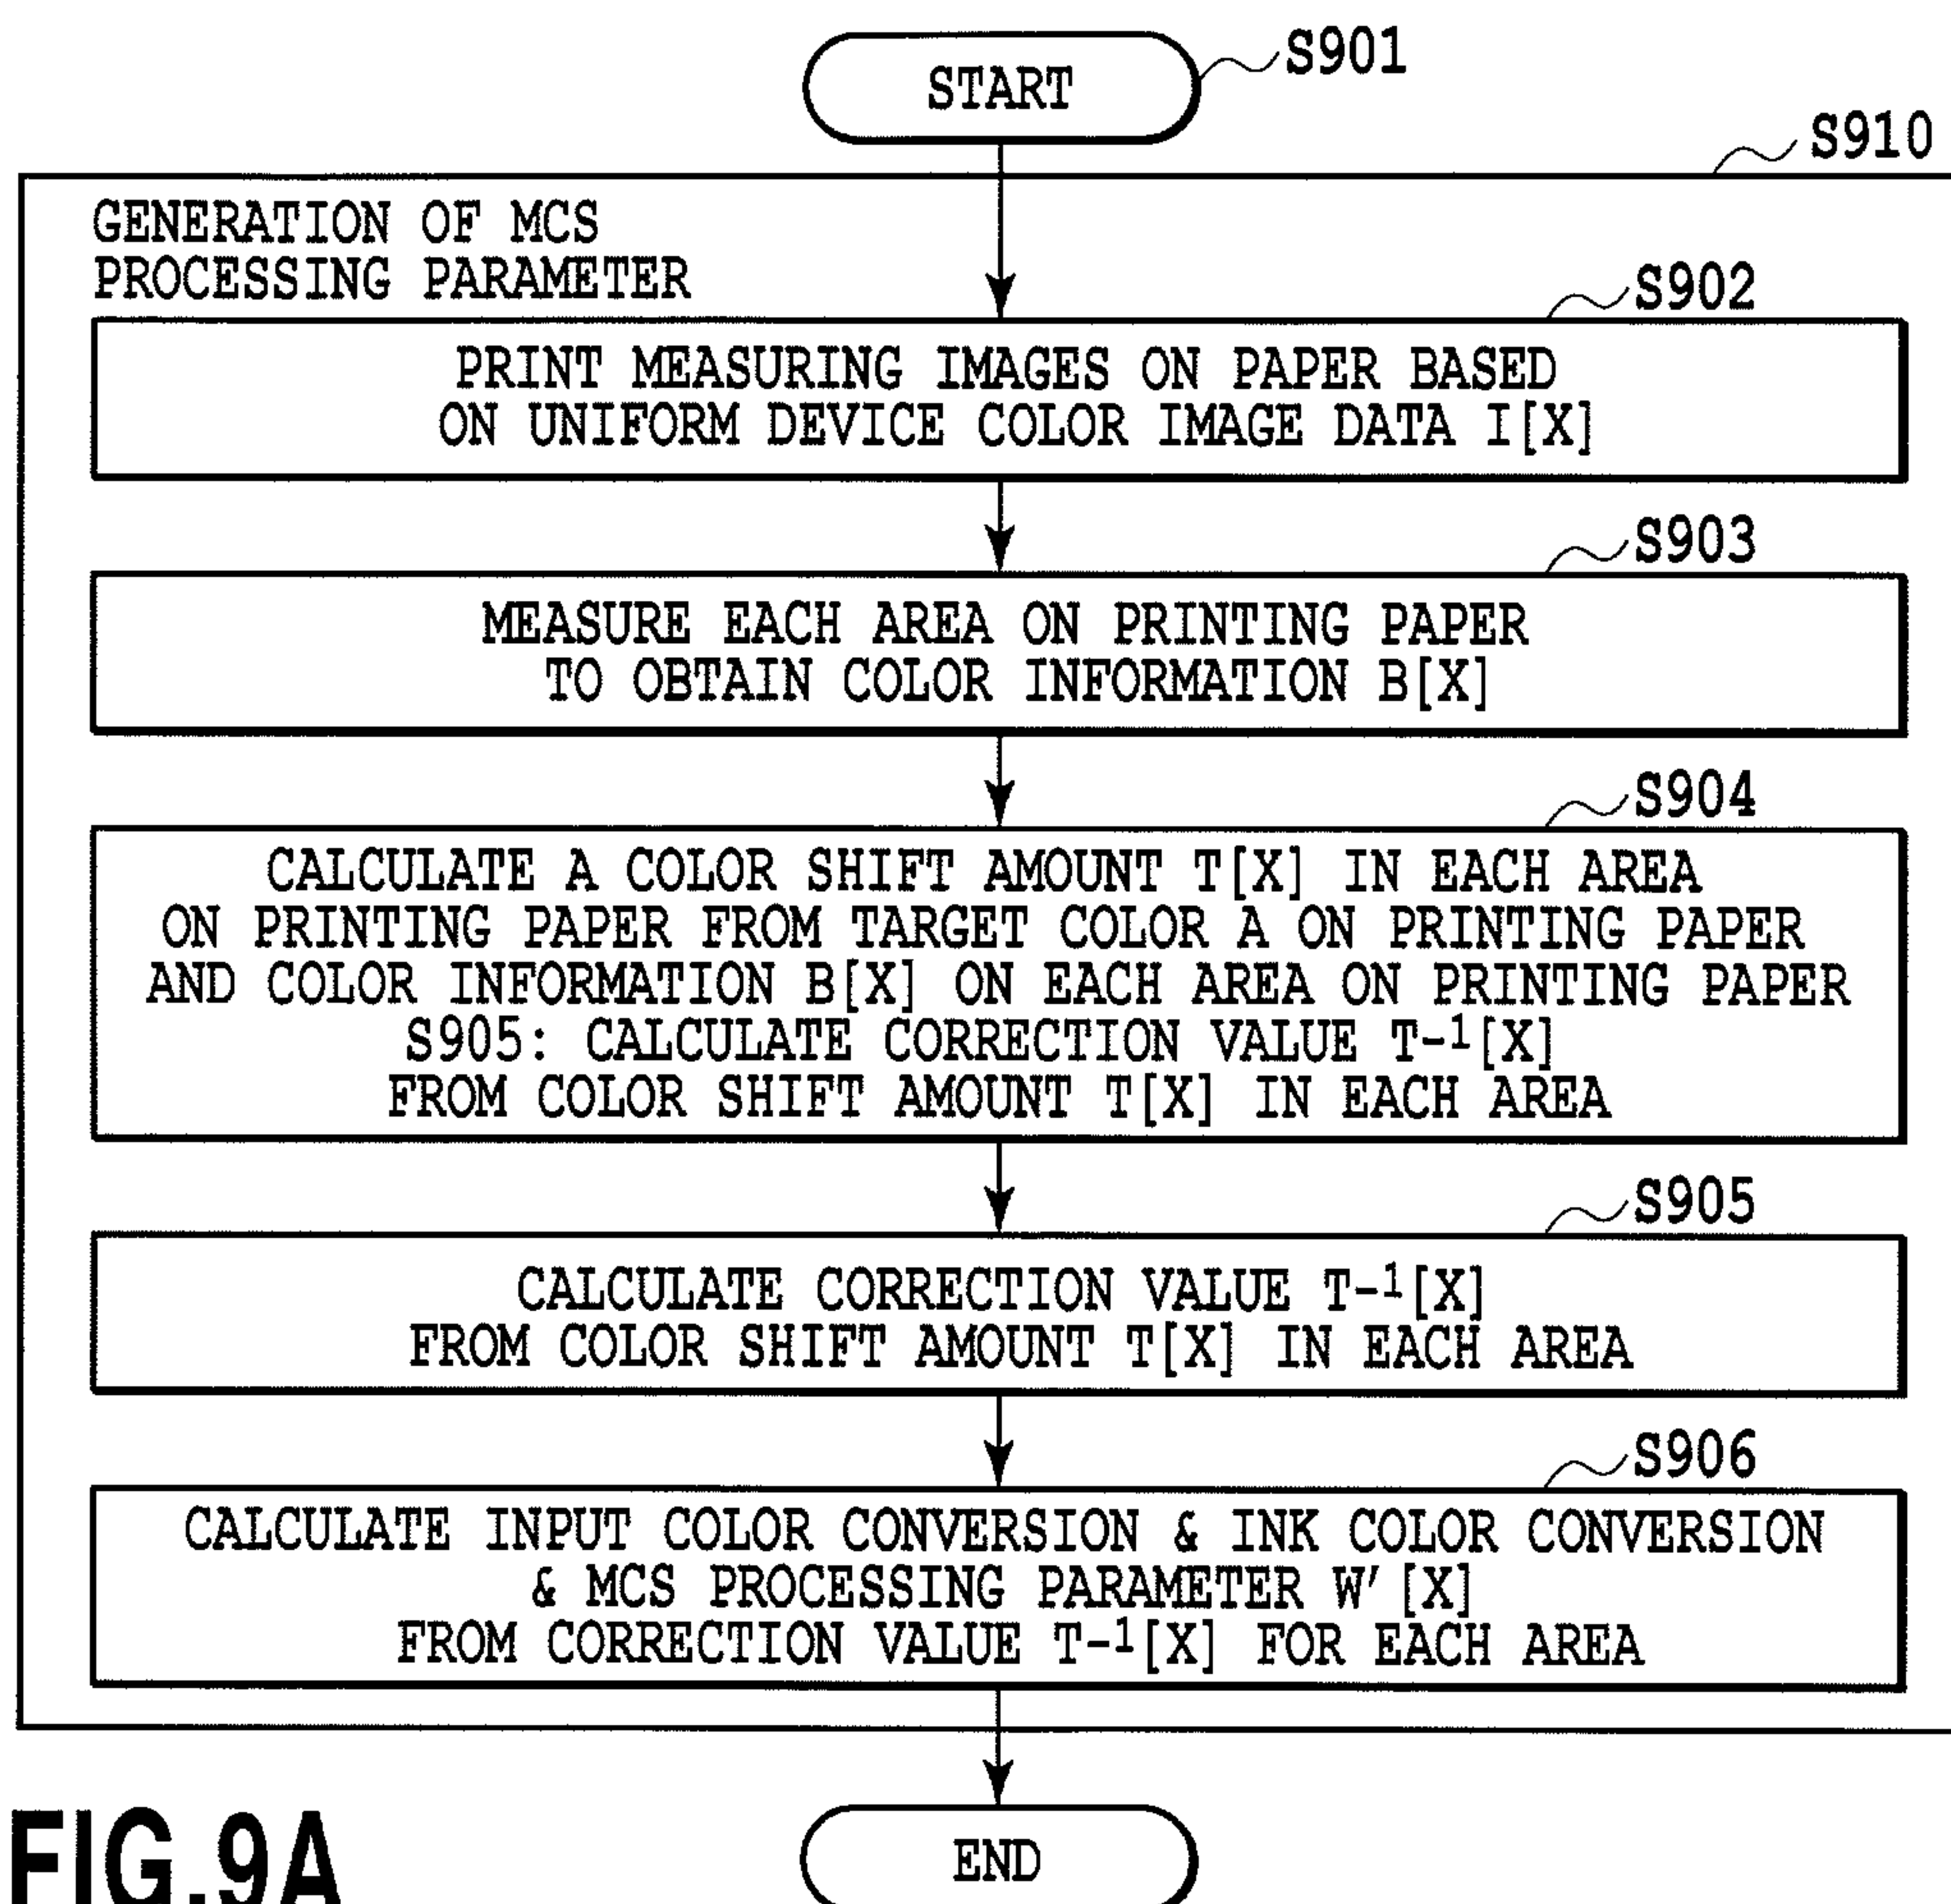 START
S901
S910
GENERATION OF MCS
PROCESSING PARAMETER
S902
PRINT MEASURING IMAGES ON PAPER BASED
ON UNIFORM DEVICE COLOR IMAGE DATA I[X]
S903
MEASURE EACH AREA ON PRINTING PAPER
TO OBTAIN COLOR INFORMATION B[X]
S904
CALCULATE A COLOR SHIFT AMOUNT T[X] IN EACH AREA
ON PRINTING PAPER FROM TARGET COLOR A ON PRINTING PAPER
AND COLOR INFORMATION B[X] ON EACH AREA ON PRINTING PAPER
S905: CALCULATE CORRECTION VALUE T⁻¹[X]
FROM COLOR SHIFT AMOUNT T[X] IN EACH AREA
S905
CALCULATE CORRECTION VALUE T⁻¹[X]
FROM COLOR SHIFT AMOUNT T[X] IN EACH AREA
S906
CALCULATE INPUT COLOR CONVERSION & INK COLOR CONVERSION
& MCS PROCESSING PARAMETER W'[X]
FROM CORRECTION VALUE T⁻¹[X] FOR EACH AREA
END
FIG.9A